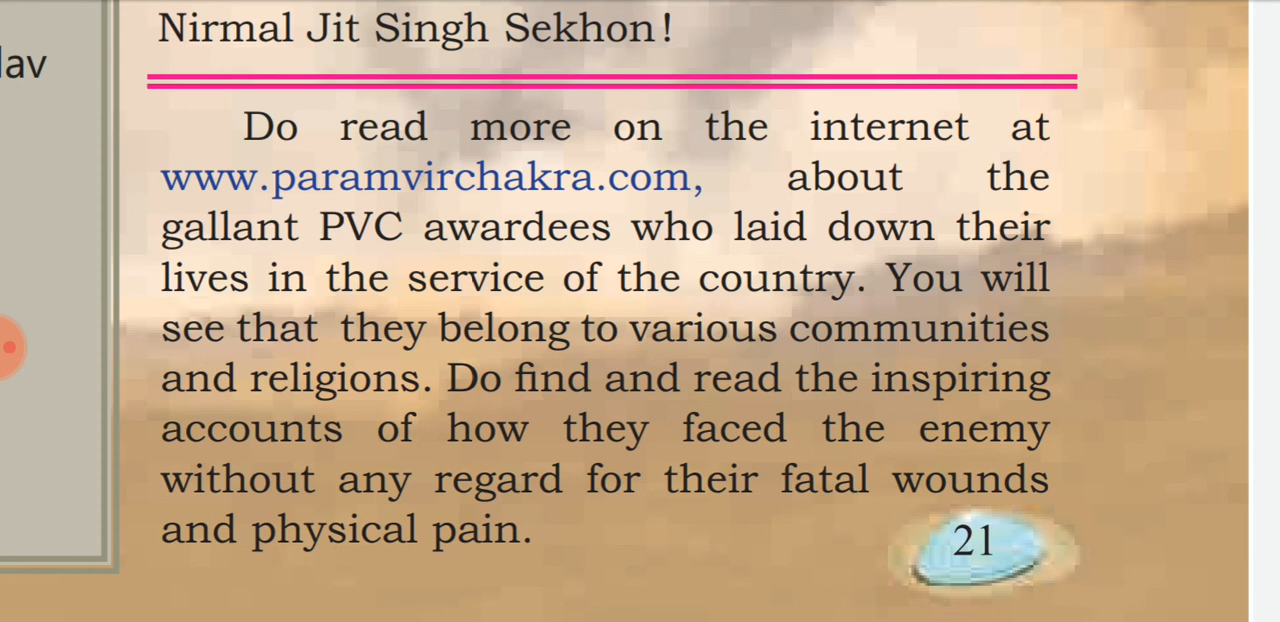 Nirmal Jit Singh Sekhon!
Do read more on the internet at
www.paramvirchakra.com, about the
gallant PVC awardees who laid down their
lives in the service of the country. You will
see that they belong to various communities
and religions. Do find and read the inspiring
accounts of how they faced the enemy
without any regard for their fatal wounds
and physical pain.
21